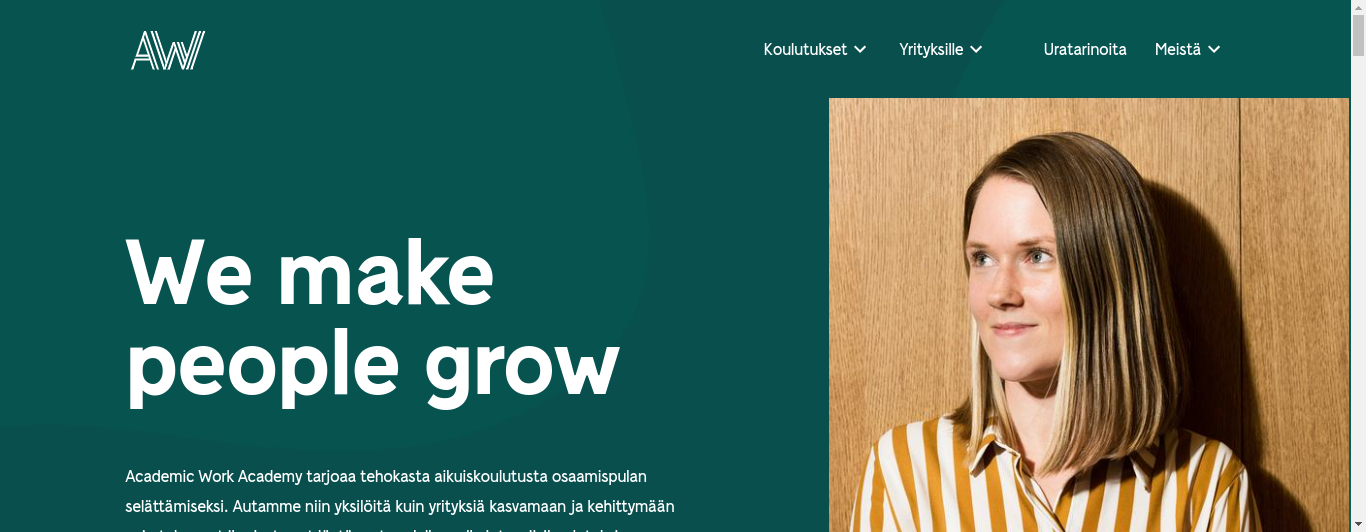 AW
Koulutukset
Yrityksille
Uratarinoita
Meistä
We make
people grow
Academic Work Academy tarjoaa tehokasta aikuiskoulutusta osaamispulan
selättämiseksi. Autamme niin yksilöitä kuin yrityksiä kasvamaan ja kehittymään